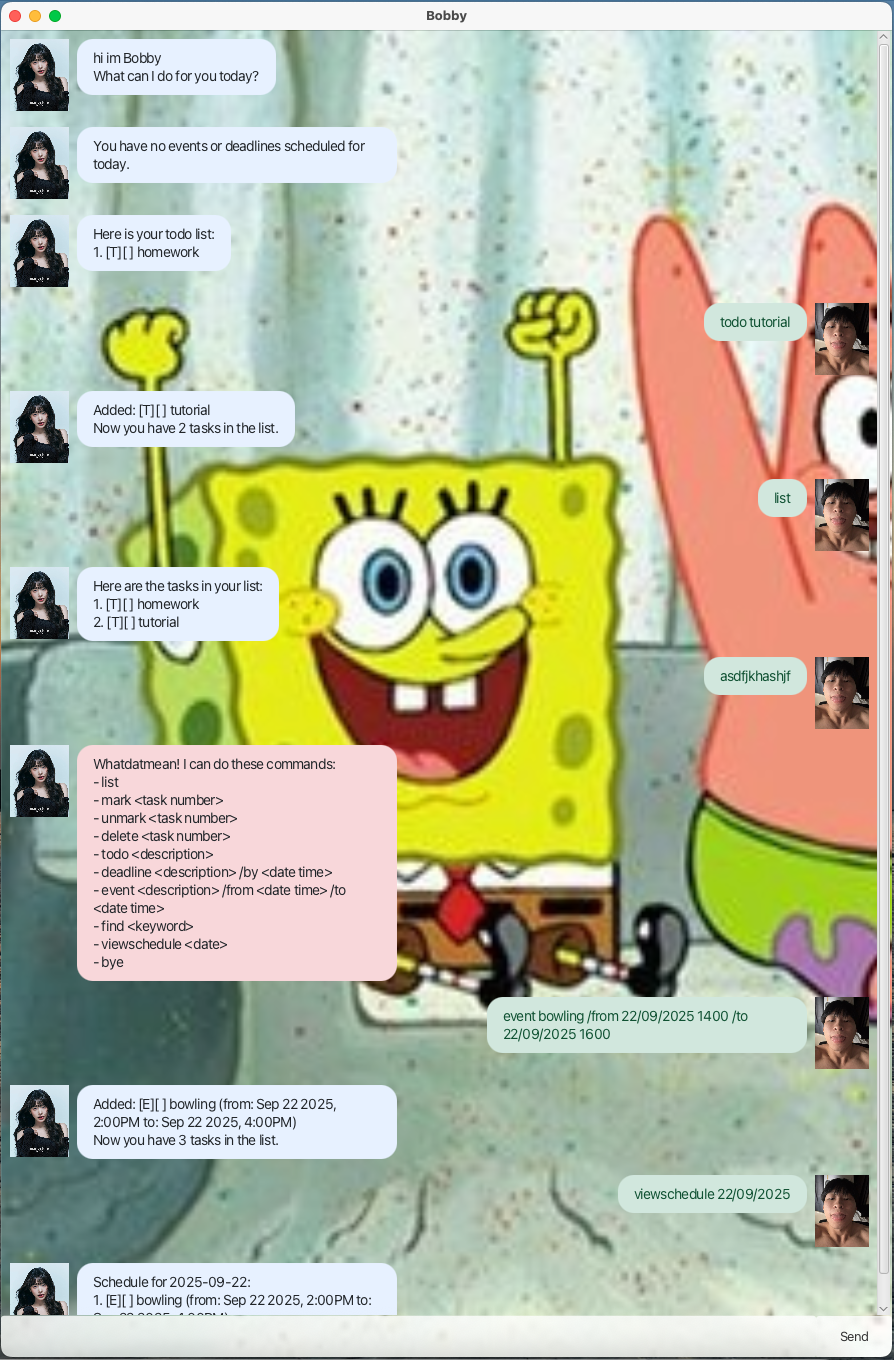 Bobby
hi im Bobby
What can I do for you today?
You have no events or deadlines scheduled for
today.
Here is your todo list:
1. [T][ ] homework
todo tutorial
Added: [T][ ] tutorial
Now you have 2 tasks in the list.
list
Here are the tasks in your list:
1. [T][ ] homework
2. [T][ ] tutorial
asdfjkhashjf
Whatdatmean! I can do these commands:
- list
- mark <task number>
- unmark <task number>
- delete <task number>
- todo <description>
- deadline <description> /by <date time>
- event <description> /from <date time> /to
<date time>
- find <keyword>
- viewschedule <date>
- bye
event bowling /from 22/09/2025 1400 /to
22/09/2025 1600
Added: [E][ ] bowling (from: Sep 22 2025,
2:00PM to: Sep 22 2025, 4:00PM)
Now you have 3 tasks in the list.
viewschedule 22/09/2025
Schedule for 2025-09-22:
1. [E][ ] bowling (from: Sep 22 2025, 2:00PM to:
Send